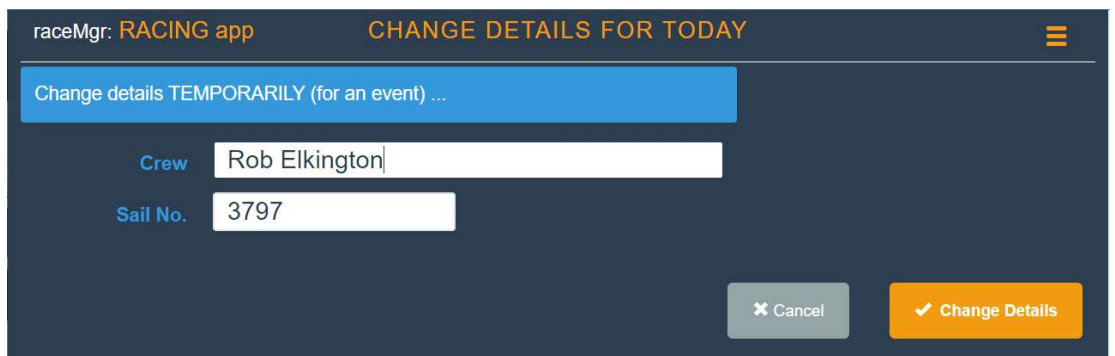 raceMgr: RACING app CHANGE DETAILS FOR TODAY
Change details TEMPORARILY (for an event) ...
Crew Rob Elkington
Sail No. 3797
Cancel Change Details